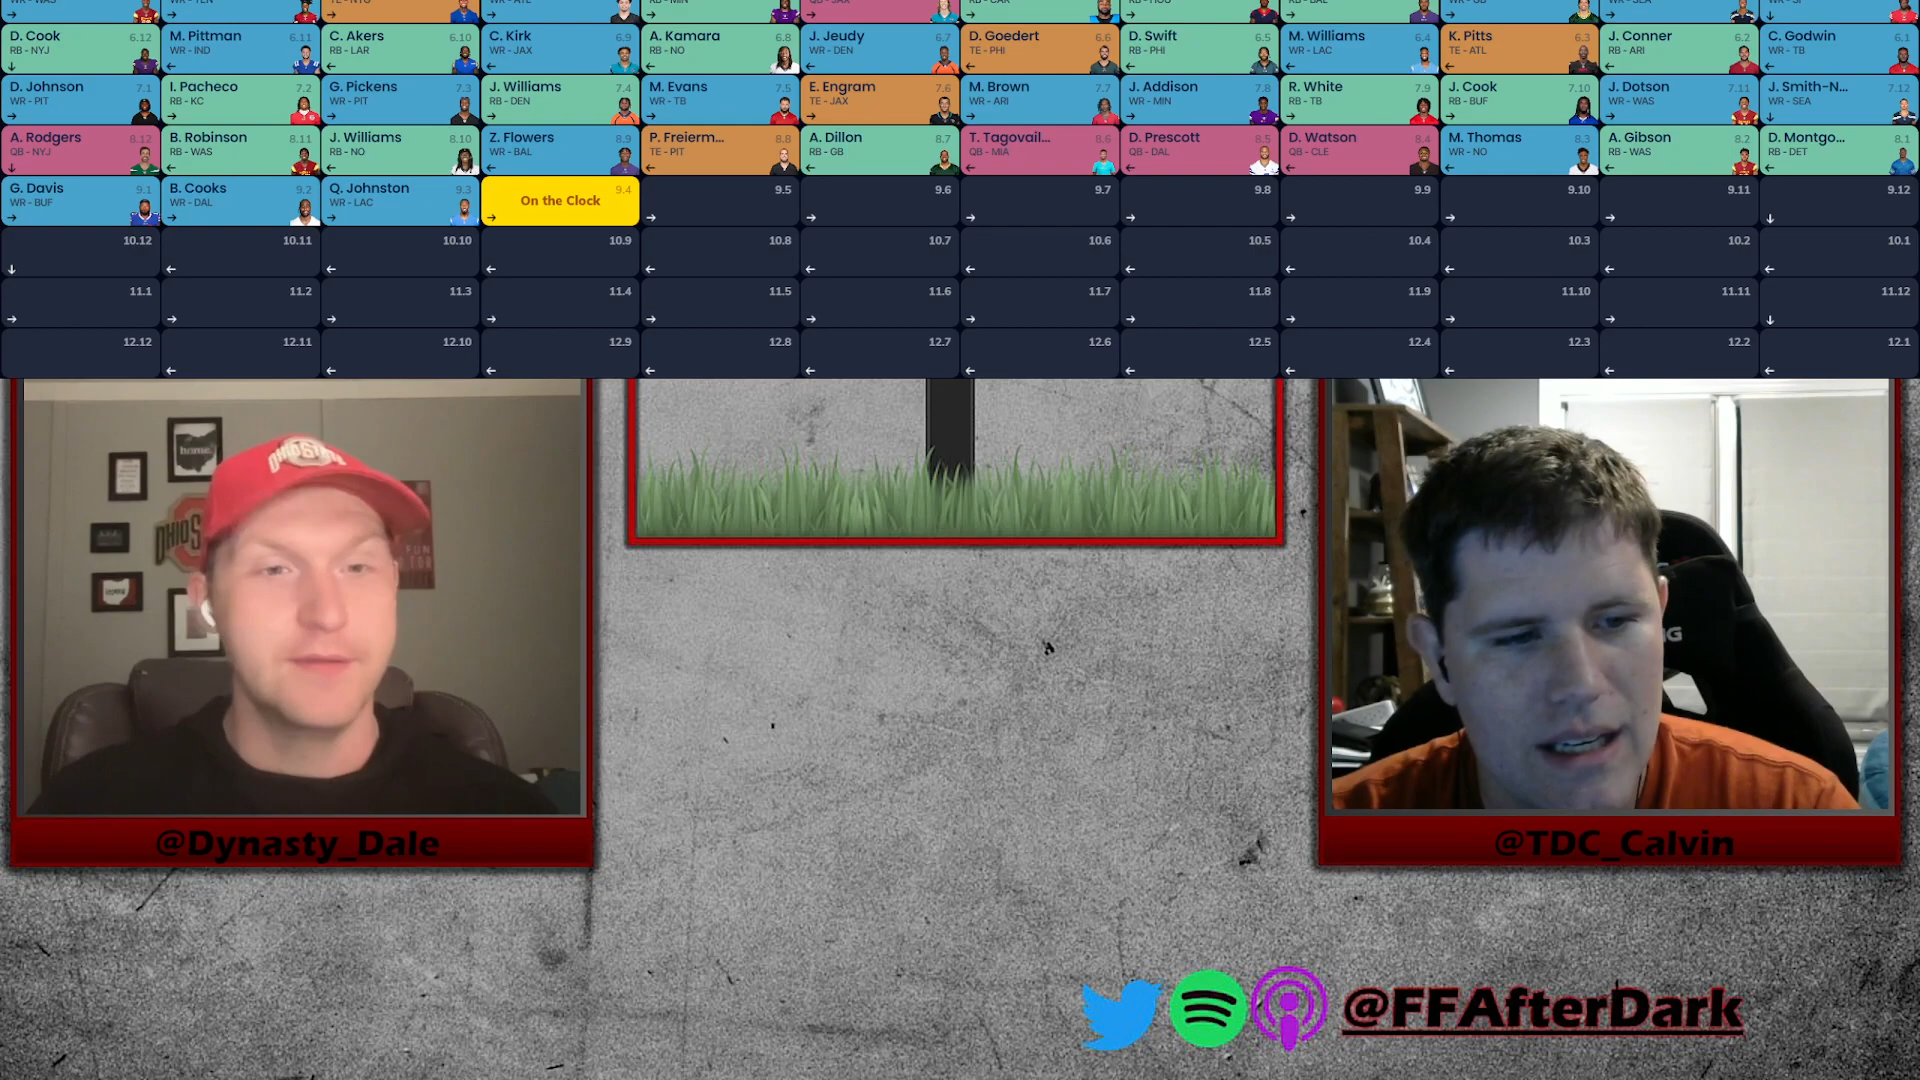 D. Cook 6.12
RB - NYJ
M. Pittman 6.11
WR - IND
C. Akers 6.10
RB - LAR
C. Kirk 6.9
WR - JAX
A. Kamara 6.8
RB - NO
J. Jeudy 6.7
WR - DEN
D. Goedert 6.6
TE - PHI
D. Swift 6.5
RB - PHI
M. Williams 6.4
WR - LAC
K. Pitts 6.3
TE - ATL
J. Conner 6.2
RB - ARI
C. Godwin 6.1
WR - TB
D. Johnson 7.1
WR - PIT
I. Pacheco 7.2
RB - KC
G. Pickens 7.3
WR - PIT
J. Williams 7.4
RB - DEN
M. Evans 7.5
WR - TB
E. Engram 7.6
TE - JAX
M. Brown 7.7
WR - ARI
J. Addison 7.8
WR - MIN
R. White 7.9
RB - TB
J. Cook 7.10
RB - BUF
J. Dotson 7.11
WR - WAS
J. Smith-N... 7.12
WR - SEA
A. Rodgers 8.12
QB - NYJ
B. Robinson 8.11
RB - WAS
J. Williams 8.10
RB - NO
Z. Flowers 8.9
WR - BAL
P. Freierm... 8.8
TE - PIT
A. Dillon 8.7
RB - GB
T. Tagovail... 8.6
QB - MIA
D. Prescott 8.5
QB - DAL
D. Watson 8.4
QB - CLE
M. Thomas 8.3
WR - NO
A. Gibson 8.2
RB - WAS
D. Montgo... 8.1
RB - DET
G. Davis 9.1
WR - BUF
B. Cooks 9.2
WR - DAL
Q. Johnston 9.3
WR - LAC
9.4
On the Clock
9.5 9.6 9.7 9.8 9.9 9.10 9.11 9.12
10.12 10.11 10.10 10.9 10.8 10.7 10.6 10.5 10.4 10.3 10.2 10.1
11.1 11.2 11.3 11.4 11.5 11.6 11.7 11.8 11.9 11.10 11.11 11.12
12.12 12.11 12.10 12.9 12.8 12.7 12.6 12.5 12.4 12.3 12.2 12.1
home.
OHIO STATE
@Dynasty_Dale
@TDC_Calvin
@FFAfterDark